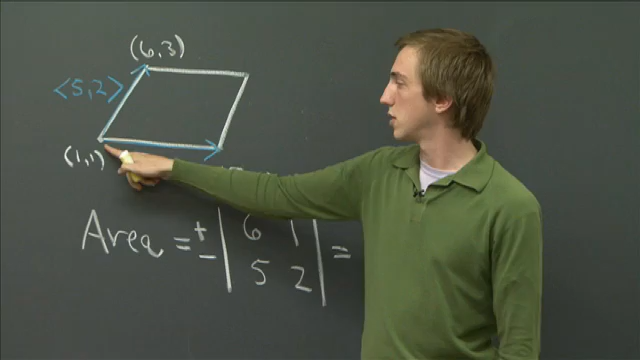 (6,3)
<5,2>
(1,1)
Area = ± | 6 1 | =
| 5 2 |